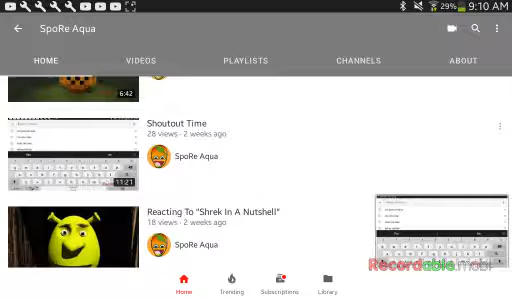 29% 9:10 AM
SpoRe Aqua
HOME VIDEOS PLAYLISTS CHANNELS ABOUT
6:42
Shoutout Time
28 views · 2 weeks ago
SpoRe Aqua
11:21
Reacting To "Shrek In A Nutshell"
18 views · 2 weeks ago
SpoRe Aqua
Recordable.mobi
Home Trending Subscriptions Library